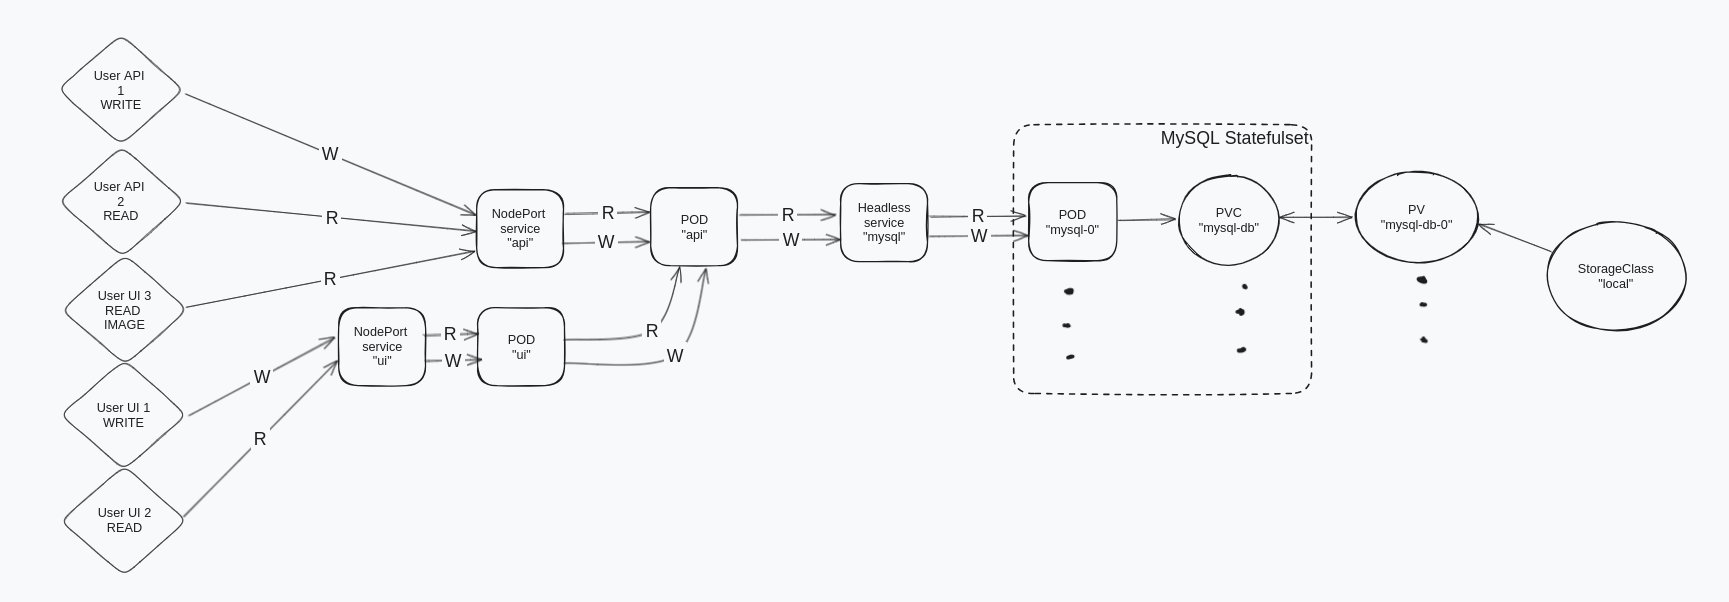 User API
1
WRITE
W
User API
2
READ
R
User UI 3
READ
IMAGE
R
User UI 1
WRITE
W
User UI 2
READ
R
NodePort
service
"api"
R
W
NodePort
service
"ui"
R
W
POD
"ui"
R
W
POD
"api"
R
W
Headless
service
"mysql"
R
W
MySQL Statefulset
POD
"mysql-0"
PVC
"mysql-db"
PV
"mysql-db-0"
StorageClass
"local"